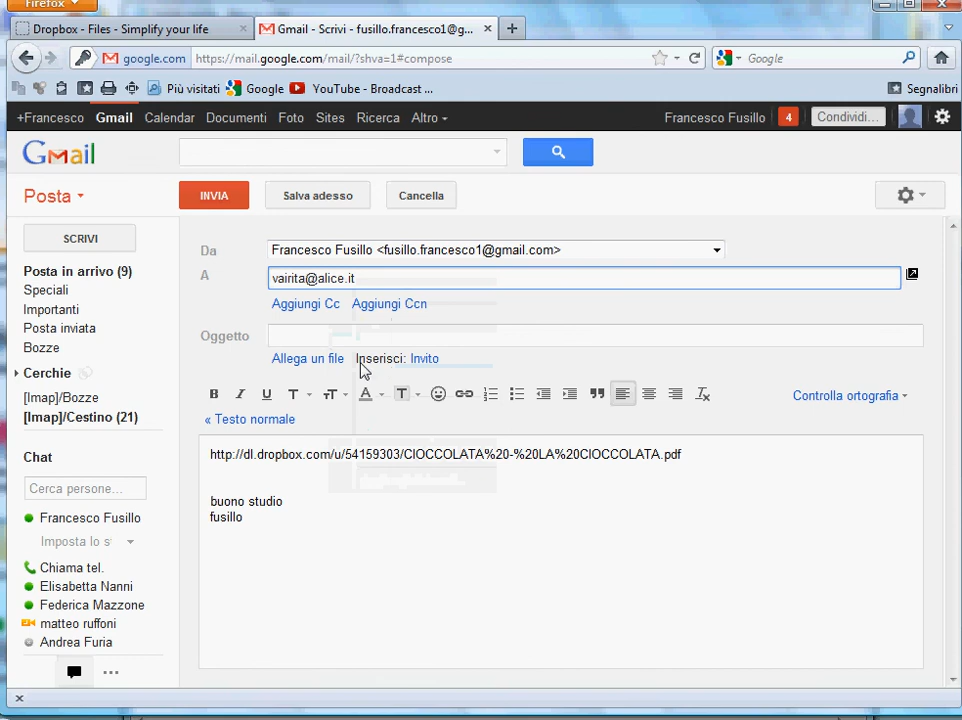 Firefox
Dropbox - Files - Simplify your life
Gmail - Scrivi - fusillo.francesco1@g...
google.com
https://mail.google.com/mail/?shva=1#compose
Google
Più visitati
Google
YouTube - Broadcast ...
Segnalibri
+Francesco Gmail Calendar Documenti Foto Sites Ricerca Altro
Francesco Fusillo 4 Condividi...
Gmail
Posta
INVIA
Salva adesso
Cancella
SCRIVI
Posta in arrivo (9)
Speciali
Importanti
Posta inviata
Bozze
Cerchie
[Imap]/Bozze
[Imap]/Cestino (21)
Chat
Cerca persone...
Francesco Fusillo
Imposta lo s
Chiama tel.
Elisabetta Nanni
Federica Mazzone
matteo ruffoni
Andrea Furia
Da
Francesco Fusillo <fusillo.francesco1@gmail.com>
A
vairita@alice.it
Aggiungi Cc Aggiungi Ccn
Oggetto
Allega un file Inserisci: Invito
B I U T TT A T
Controlla ortografia
« Testo normale
http://dl.dropbox.com/u/54159303/CIOCCOLATA%20-%20LA%20CIOCCOLATA.pdf
buono studio
fusillo